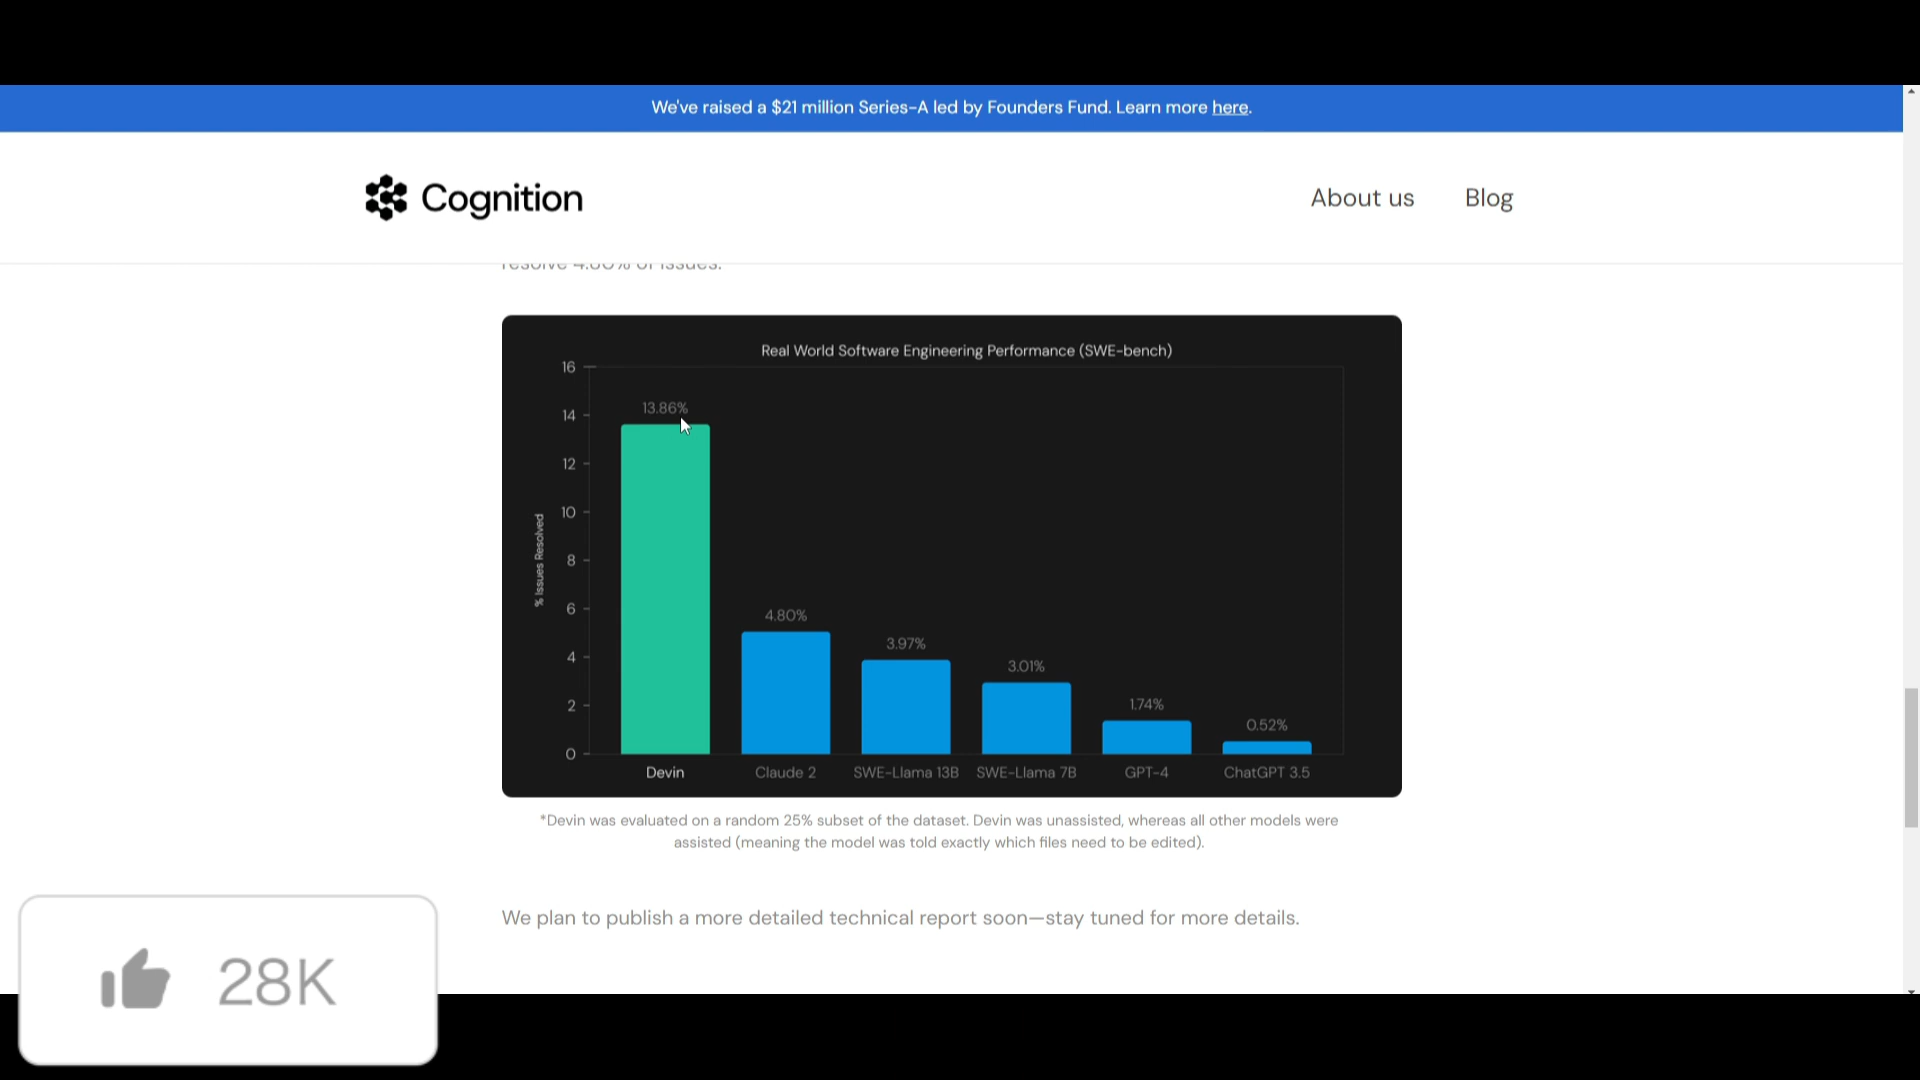 We've raised a $21 million Series-A led by Founders Fund. Learn more here.
Cognition
About us
Blog
resolve 4.80% of issues.
Real World Software Engineering Performance (SWE-bench)
% Issues Resolved
16
14
12
10
8
6
4
2
0
13.86%
4.80%
3.97%
3.01%
1.74%
0.52%
Devin
Claude 2
SWE-Llama 13B
SWE-Llama 7B
GPT-4
ChatGPT 3.5
*Devin was evaluated on a random 25% subset of the dataset. Devin was unassisted, whereas all other models were
assisted (meaning the model was told exactly which files need to be edited).
We plan to publish a more detailed technical report soon—stay tuned for more details.
28K